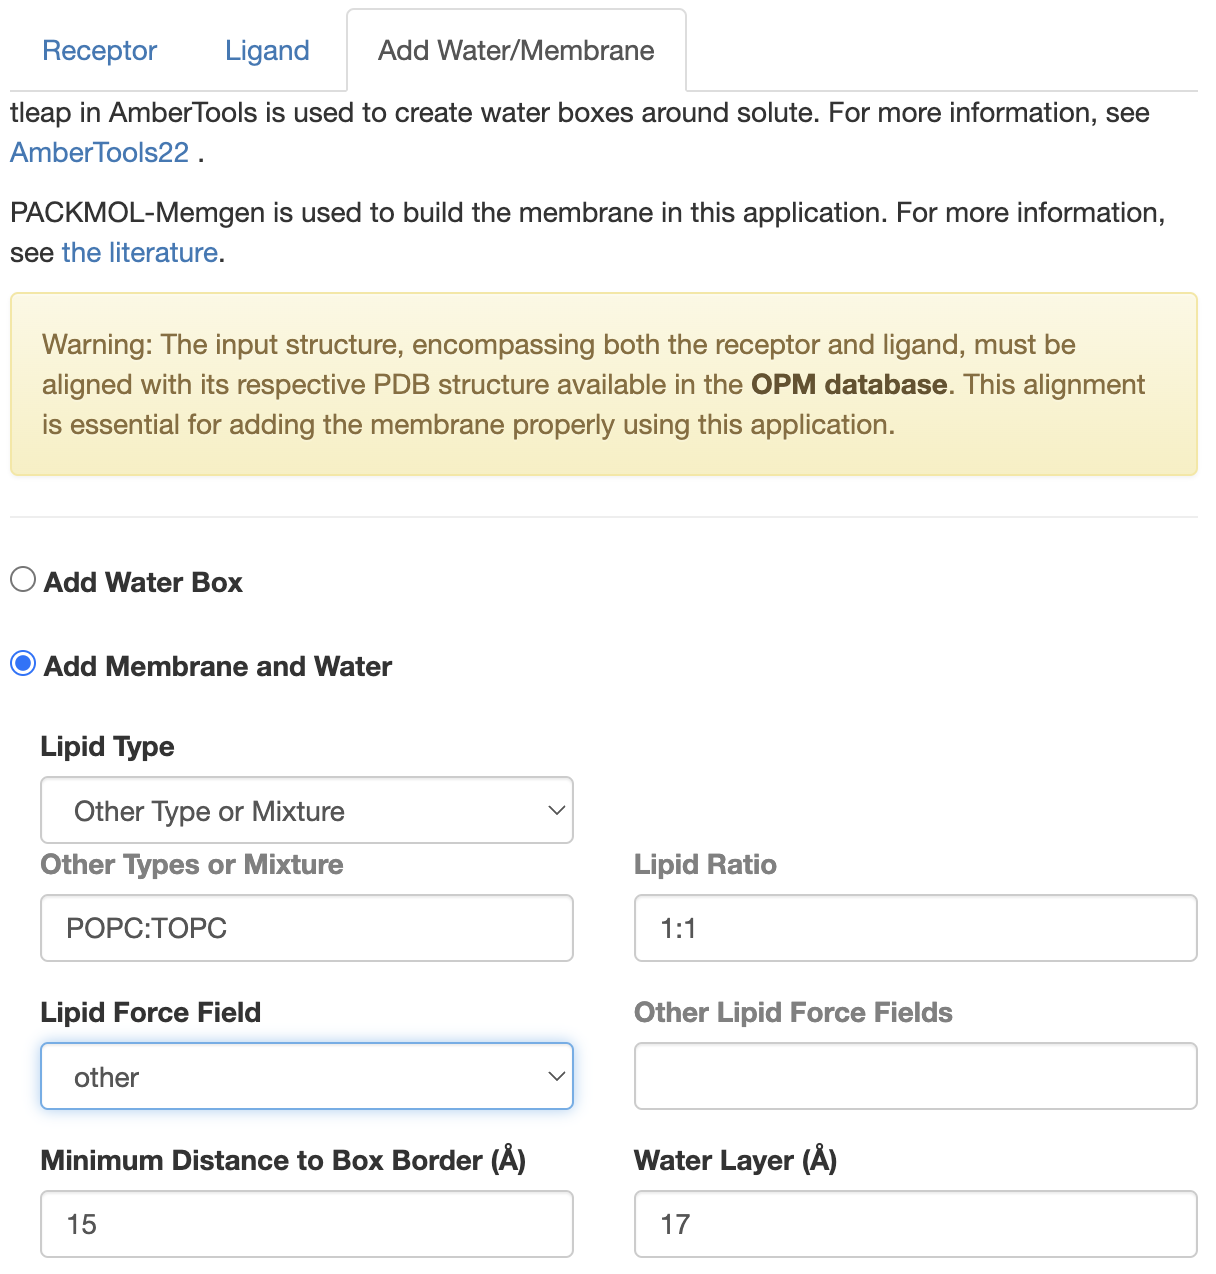 Receptor Ligand Add Water/Membrane
tleap in AmberTools is used to create water boxes around solute. For more information, see
AmberTools22 .
PACKMOL-Memgen is used to build the membrane in this application. For more information,
see the literature.
Warning: The input structure, encompassing both the receptor and ligand, must be
aligned with its respective PDB structure available in the OPM database. This alignment
is essential for adding the membrane properly using this application.
Add Water Box
Add Membrane and Water
Lipid Type
Other Type or Mixture
Other Types or Mixture Lipid Ratio
POPC:TOPC 1:1
Lipid Force Field Other Lipid Force Fields
other
Minimum Distance to Box Border (Å) Water Layer (Å)
15 17